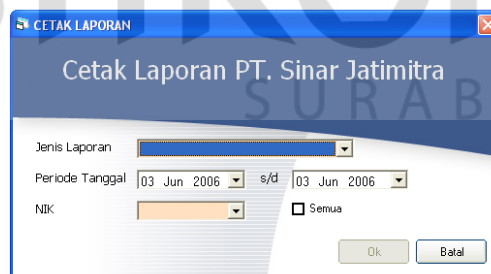 CETAK LAPORAN
Cetak Laporan PT. Sinar Jatimitra
SURAB
Jenis Laporan
Periode Tanggal 03 Jun 2006 s/d 03 Jun 2006
NIK Semua
Ok Batal